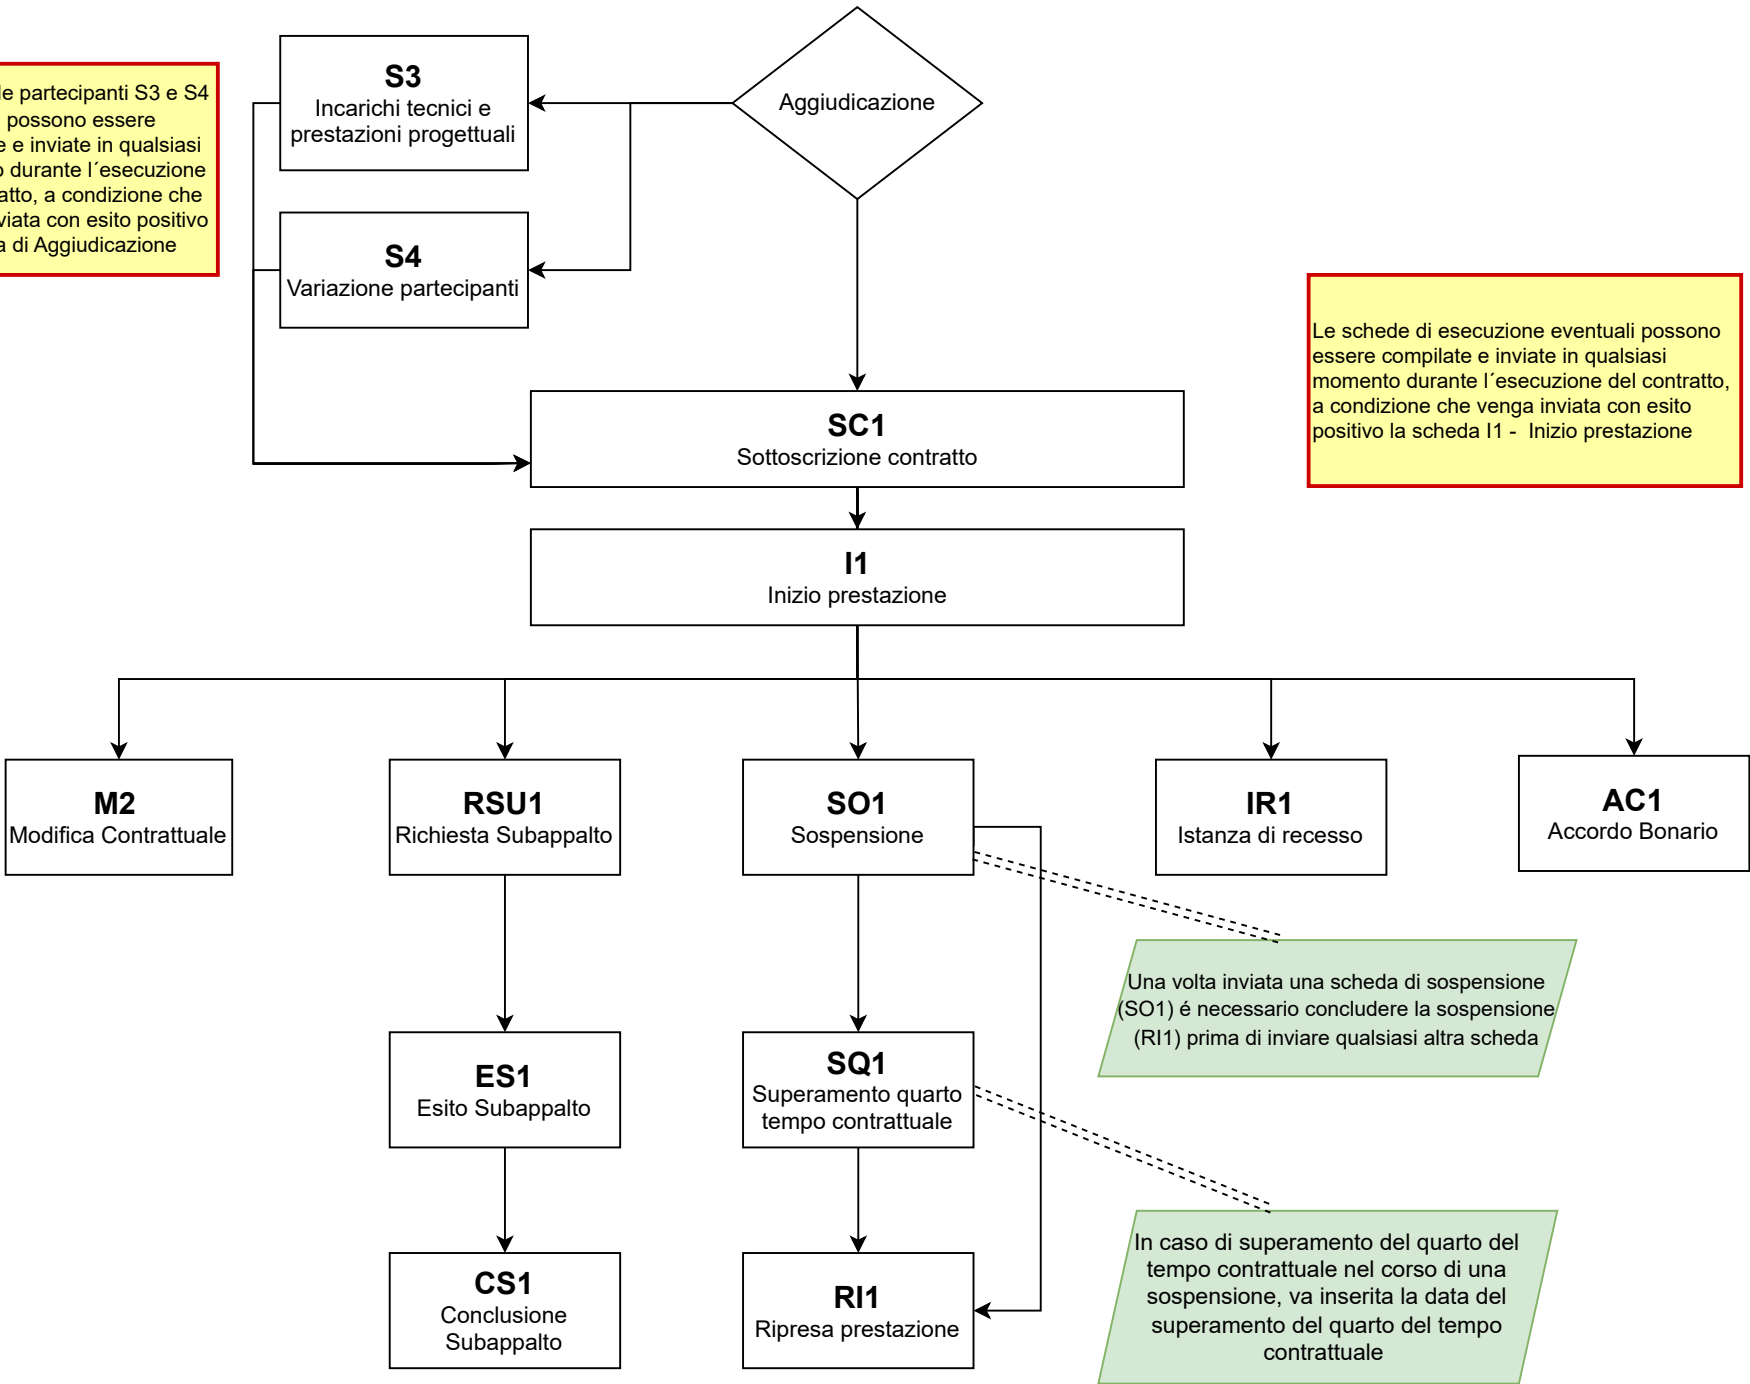 S3
Incarichi tecnici e
prestazioni progettuali
Aggiudicazione
partecipanti S3 e S4
possono essere
e inviate in qualsiasi
durante l´esecuzione
a condizione che
con esito positivo
di Aggiudicazione
S4
Variazione partecipanti
Le schede di esecuzione eventuali possono
essere compilate e inviate in qualsiasi
momento durante l´esecuzione del contratto,
a condizione che venga inviata con esito
positivo la scheda I1 - Inizio prestazione
SC1
Sottoscrizione contratto
I1
Inizio prestazione
M2
Modifica Contrattuale
RSU1
Richiesta Subappalto
SO1
Sospensione
IR1
Istanza di recesso
AC1
Accordo Bonario
Una volta inviata una scheda di sospensione
(SO1) é necessario concludere la sospensione
(RI1) prima di inviare qualsiasi altra scheda
ES1
Esito Subappalto
SQ1
Superamento quarto
tempo contrattuale
CS1
Conclusione
Subappalto
RI1
Ripresa prestazione
In caso di superamento del quarto del
tempo contrattuale nel corso di una
sospensione, va inserita la data del
superamento del quarto del tempo
contrattuale